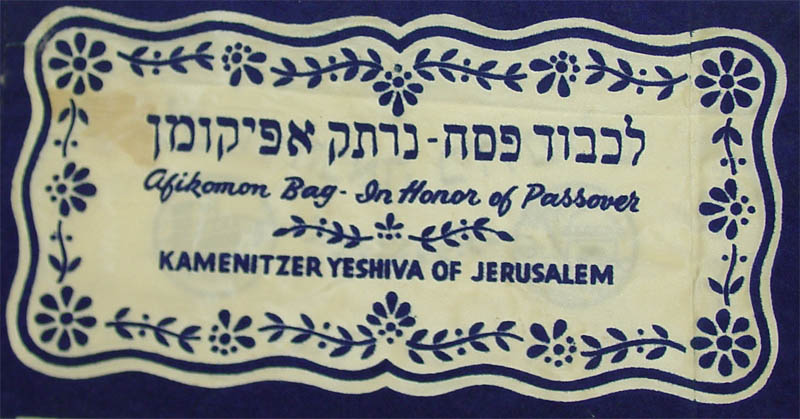 לכבוד פסח - נרתק אפיקומן
Afikomon Bag - In Honor of Passover
KAMENITZER YESHIVA OF JERUSALEM